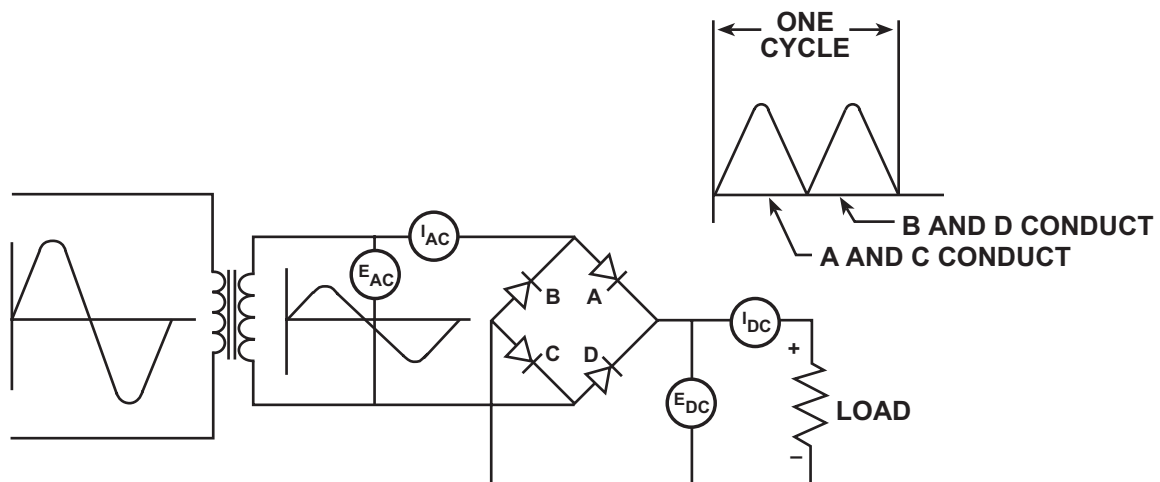 ONE
CYCLE
B AND D CONDUCT
A AND C CONDUCT
IAC
EAC
B
A
C
D
IDC
EDC
+
LOAD
–